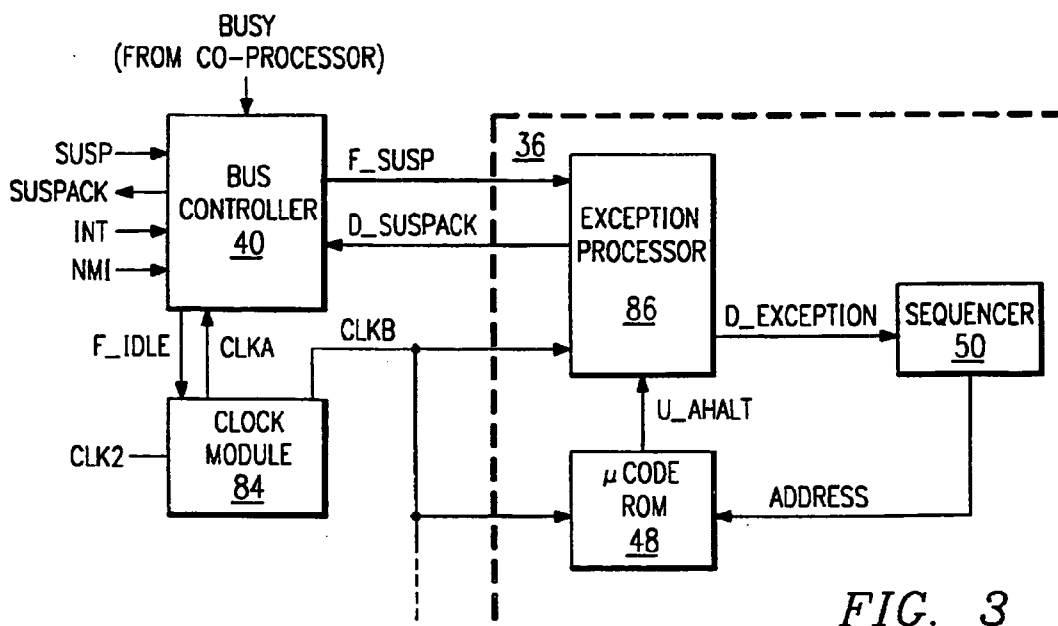 BUSY
(FROM CO-PROCESSOR)
SUSP
SUSPACK
INT
NMI
BUS
CONTROLLER
40
F_SUSP
D_SUSPACK
36
EXCEPTION
PROCESSOR
86
D_EXCEPTION
SEQUENCER
50
F_IDLE
CLKA
CLKB
U_AHALT
CLK2
CLOCK
MODULE
84
μ CODE
ROM
48
ADDRESS
FIG. 3